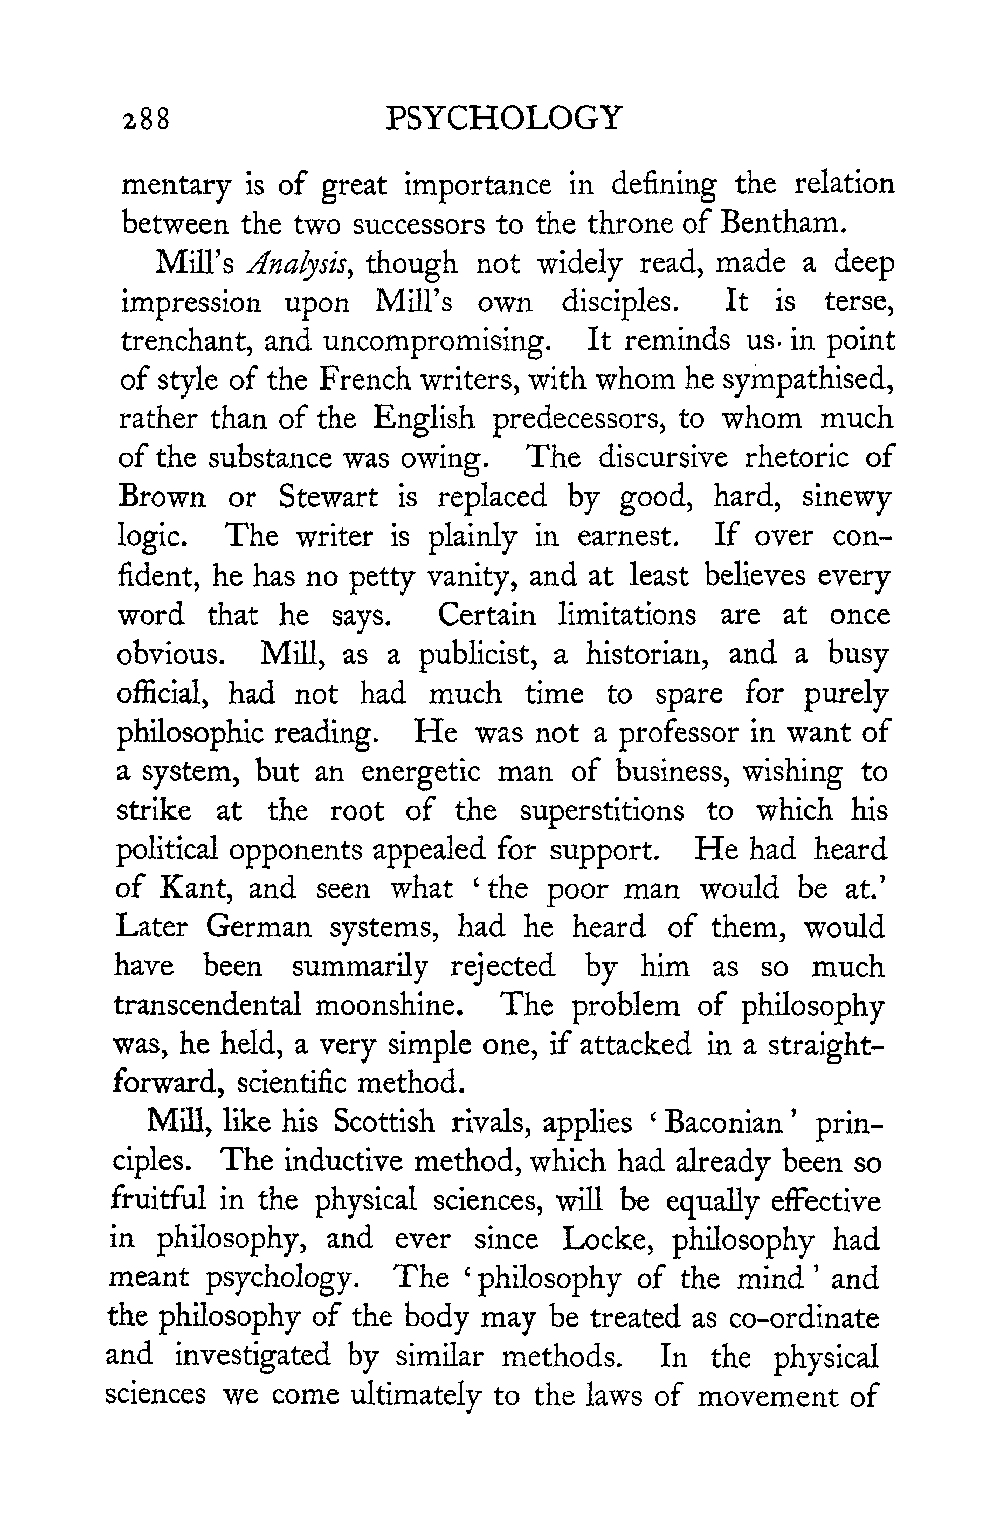 288 PSYCHOLOGY
mentary is of great importance in defining the relation
between the two successors to the throne of Bentham.
Mill's Analysis, though not widely read, made a deep
impression upon Mill's own disciples. It is terse,
trenchant, and uncompromising. It reminds us· in point
of style of the French writers, with whom he sympathised,
rather than of the English predecessors, to whom much
of the substance was owing. The discursive rhetoric of
Brown or Stewart is replaced by good, hard, sinewy
logic. The writer is plainly in earnest. If over con-
fident, he has no petty vanity, and at least believes every
word that he says. Certain limitations are at once
obvious. Mill, as a publicist, a historian, and a busy
official, had not had much time to spare for purely
philosophic reading. He was not a professor in want of
a system, but an energetic man of business, wishing to
strike at the root of the superstitions to which his
political opponents appealed for support. He had heard
of Kant, and seen what ‘the poor man would be at.’
Later German systems, had he heard of them, would
have been summarily rejected by him as so much
transcendental moonshine. The problem of philosophy
was, he held, a very simple one, if attacked in a straight-
forward, scientific method.
Mill, like his Scottish rivals, applies ‘Baconian’ prin-
ciples. The inductive method, which had already been so
fruitful in the physical sciences, will be equally effective
in philosophy, and ever since Locke, philosophy had
meant psychology. The ‘philosophy of the mind’ and
the philosophy of the body may be treated as co-ordinate
and investigated by similar methods. In the physical
sciences we come ultimately to the laws of movement of